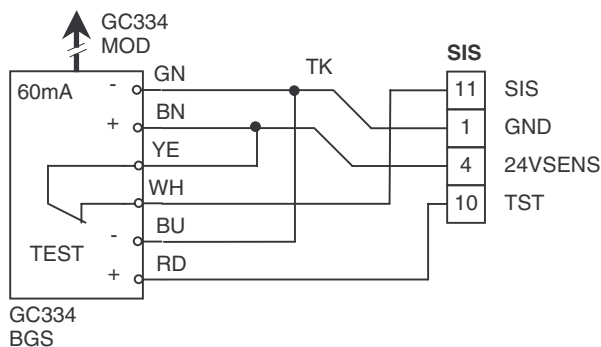 GC334
MOD
SIS
60mA
-
GN
TK
11
SIS
+
BN
1
GND
YE
4
24VSENS
WH
10
TST
-
BU
TEST
+
RD
GC334
BGS